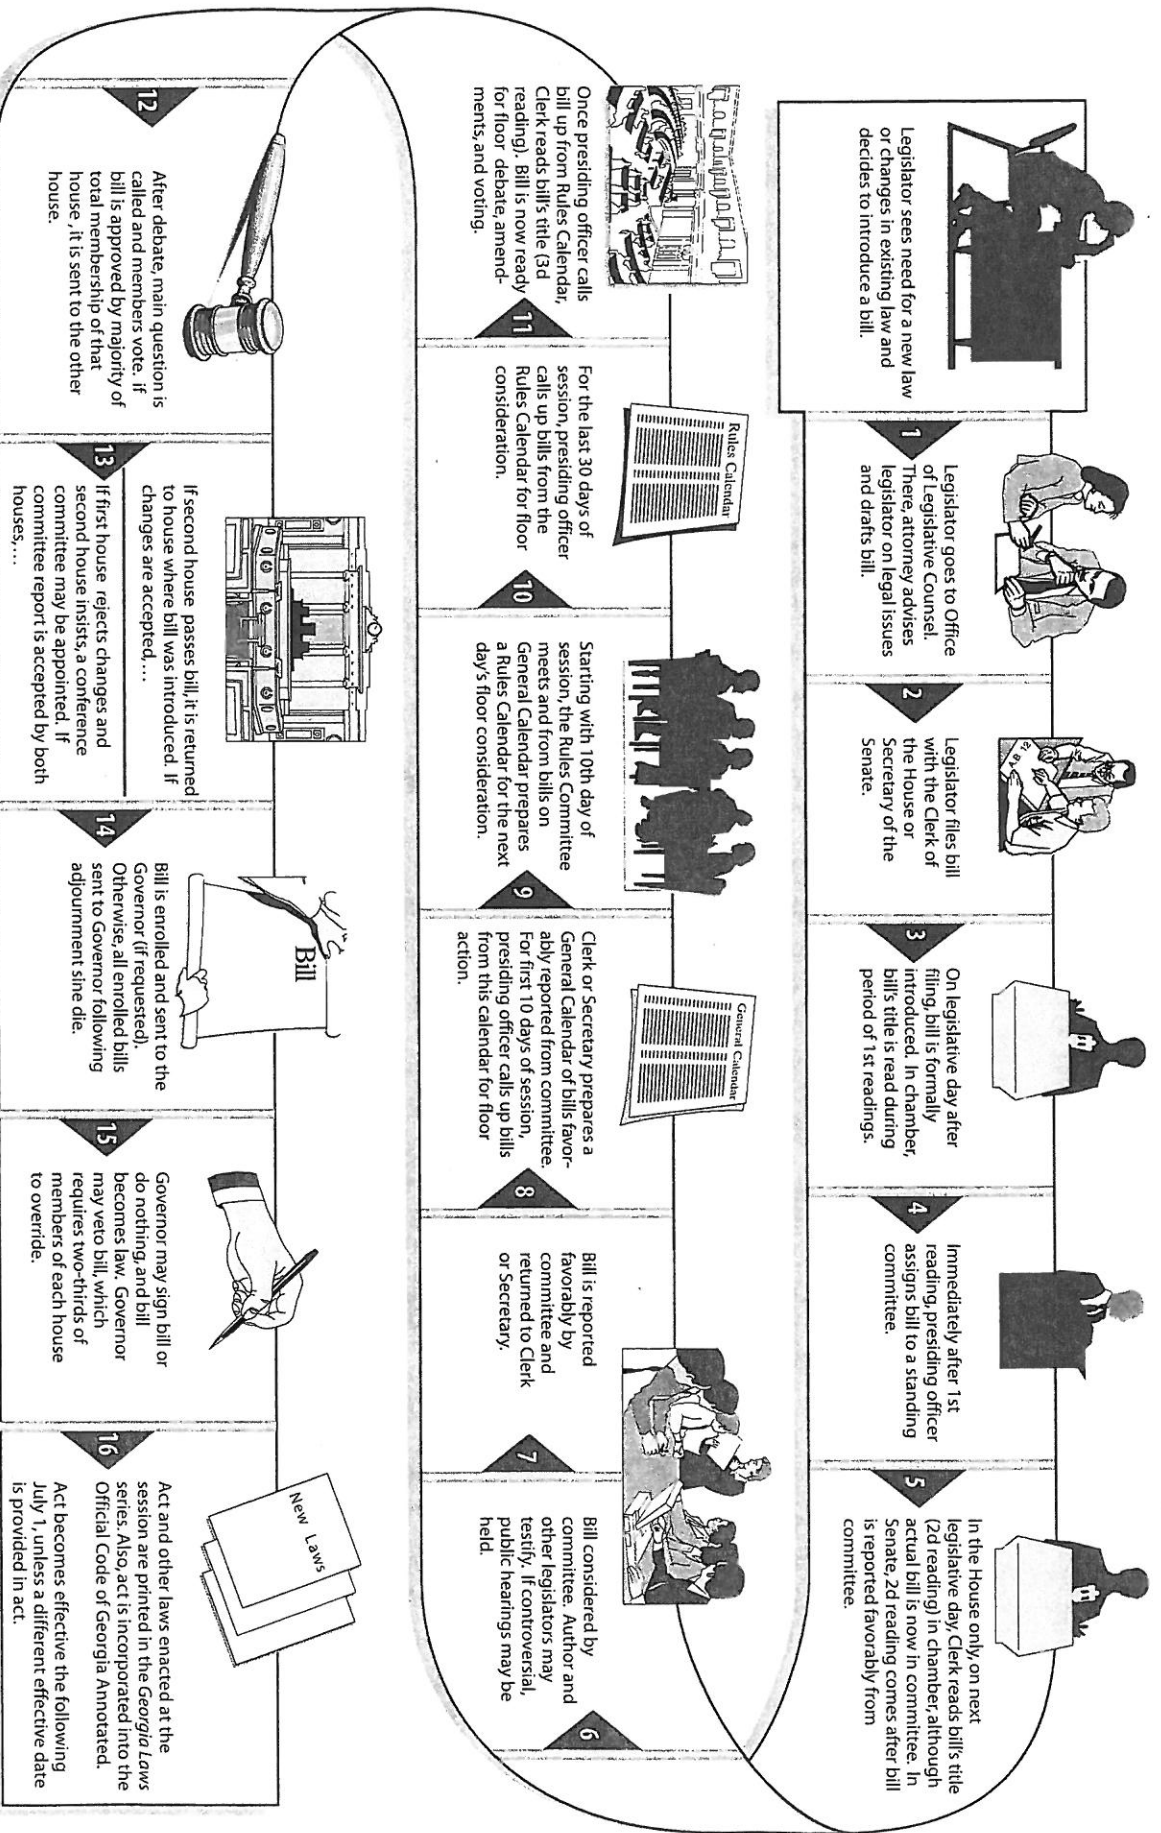 Legislator sees need for a new law
or changes in existing law and
decides to introduce a bill.
1
Legislator goes to Office
of Legislative Counsel.
There, attorney advises
legislator on legal issues
and drafts bill.
2
A.B 12
Legislator files bill
with the Clerk of
the House or
Secretary of the
Senate.
3
On legislative day after
filing, bill is formally
introduced. In chamber,
bill's title is read during
period of 1st readings.
4
Immediately after 1st
reading, presiding officer
assigns bill to a standing
committee.
5
In the House only, on next
legislative day, Clerk reads bill's title
(2d reading) in chamber, although
actual bill is now in committee. In
Senate, 2d reading comes after bill
is reported favorably from
committee.
6
Bill considered by
committee. Author and
other legislators may
testify. If controversial,
public hearings may be
held.
7
Bill is reported
favorably by
committee and
returned to Clerk
or Secretary.
8
General Calendar
Clerk or Secretary prepares a
General Calendar of bills favor-
ably reported from committee.
For first 10 days of session,
presiding officer calls up bills
from this calendar for floor
action.
9
Starting with 10th day of
session, the Rules Committee
meets and from bills on
General Calendar prepares
a Rules Calendar for the next
day's floor consideration.
10
Rules Calendar
For the last 30 days of
session, presiding officer
calls up bills from the
Rules Calendar for floor
consideration.
11
Once presiding officer calls
bill up from Rules Calendar,
Clerk reads bill's title (3d
reading). Bill is now ready
for floor debate, amend-
ments, and voting.
12
After debate, main question is
called and members vote. if
bill is approved by majority of
total membership of that
house, it is sent to the other
house.
13
If second house passes bill, it is returned
to house where bill was introduced. If
changes are accepted, ...
If first house rejects changes and
second house insists, a conference
committee may be appointed. If
committee report is accepted by both
houses, ...
14
Bill
Bill is enrolled and sent to the
Governor (if requested).
Otherwise, all enrolled bills
sent to Governor following
adjournment sine die.
15
Governor may sign bill or
do nothing, and bill
becomes law. Governor
may veto bill, which
requires two-thirds of
members of each house
to override.
16
New Laws
Act and other laws enacted at the
session are printed in the Georgia Laws
series. Also, act is incorporated into the
Official Code of Georgia Annotated.
Act becomes effective the following
July 1, unless a different effective date
is provided in act.